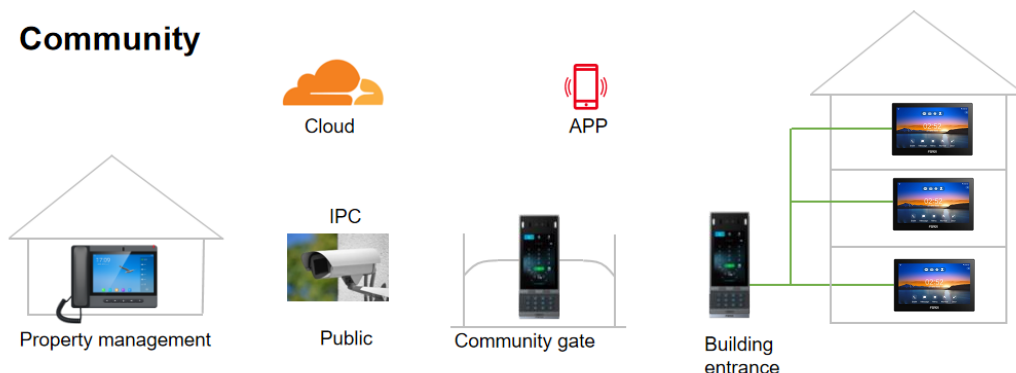 Community
Cloud
APP
IPC
Property management
Public
Community gate
Building
entrance